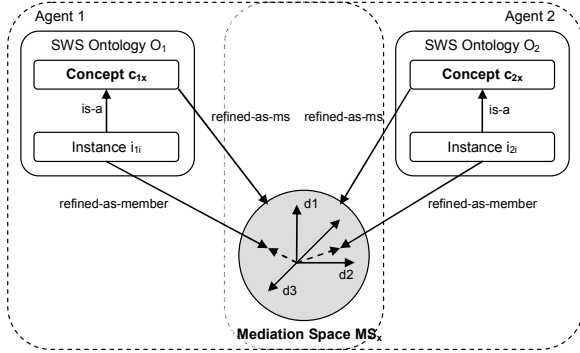 Agent 1
Agent 2
SWS Ontology O1
SWS Ontology O2
Concept c1x
Concept c2x
is-a
refined-as-ms
refined-as-ms
is-a
Instance i1i
Instance i2i
refined-as-member
refined-as-member
d1
d2
d3
Mediation Space MSx